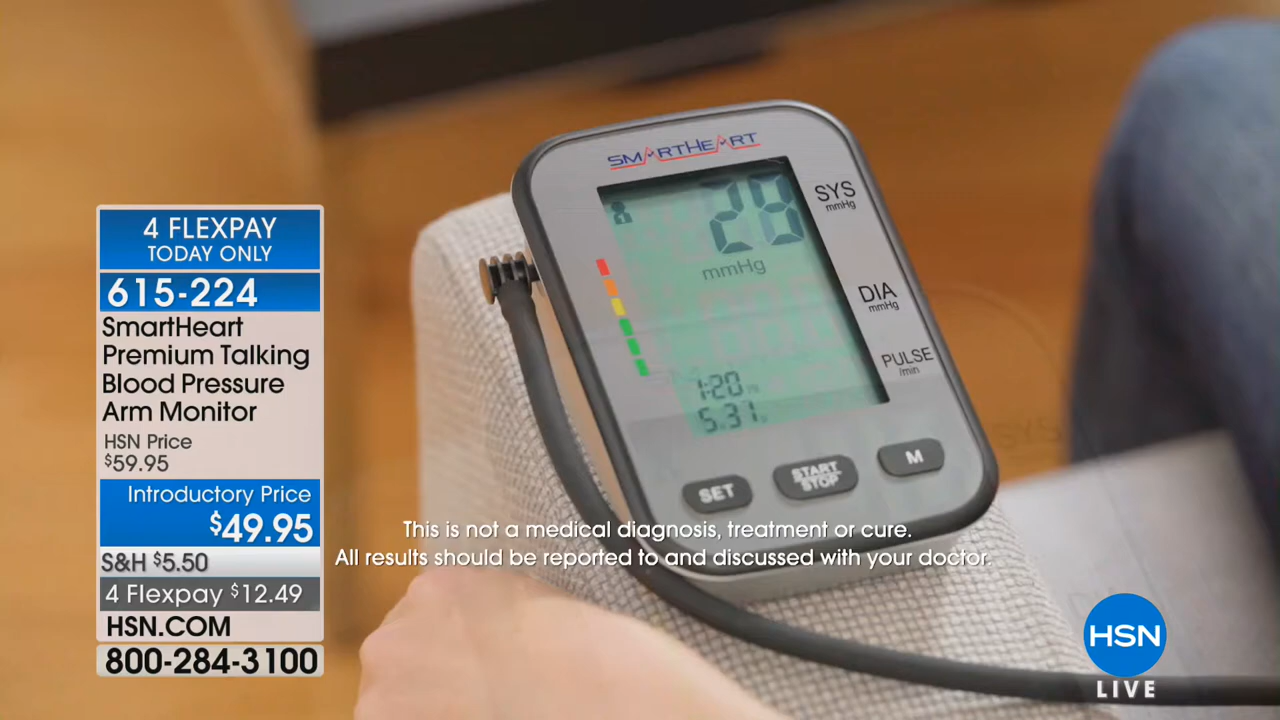 4 FLEXPAY
TODAY ONLY
615-224
SmartHeart
Premium Talking
Blood Pressure
Arm Monitor
HSN Price
$59.95
Introductory Price
$49.95
S&H $5.50
4 Flexpay $12.49
HSN.COM
800-284-3100
SMARTHEART
28
mmHg
SYS
mmHg
DIA
mmHg
PULSE
/min
1:20
5.31
SET
START
STOP
M
SYS
This is not a medical diagnosis, treatment or cure.
All results should be reported to and discussed with your doctor.
HSN
LIVE